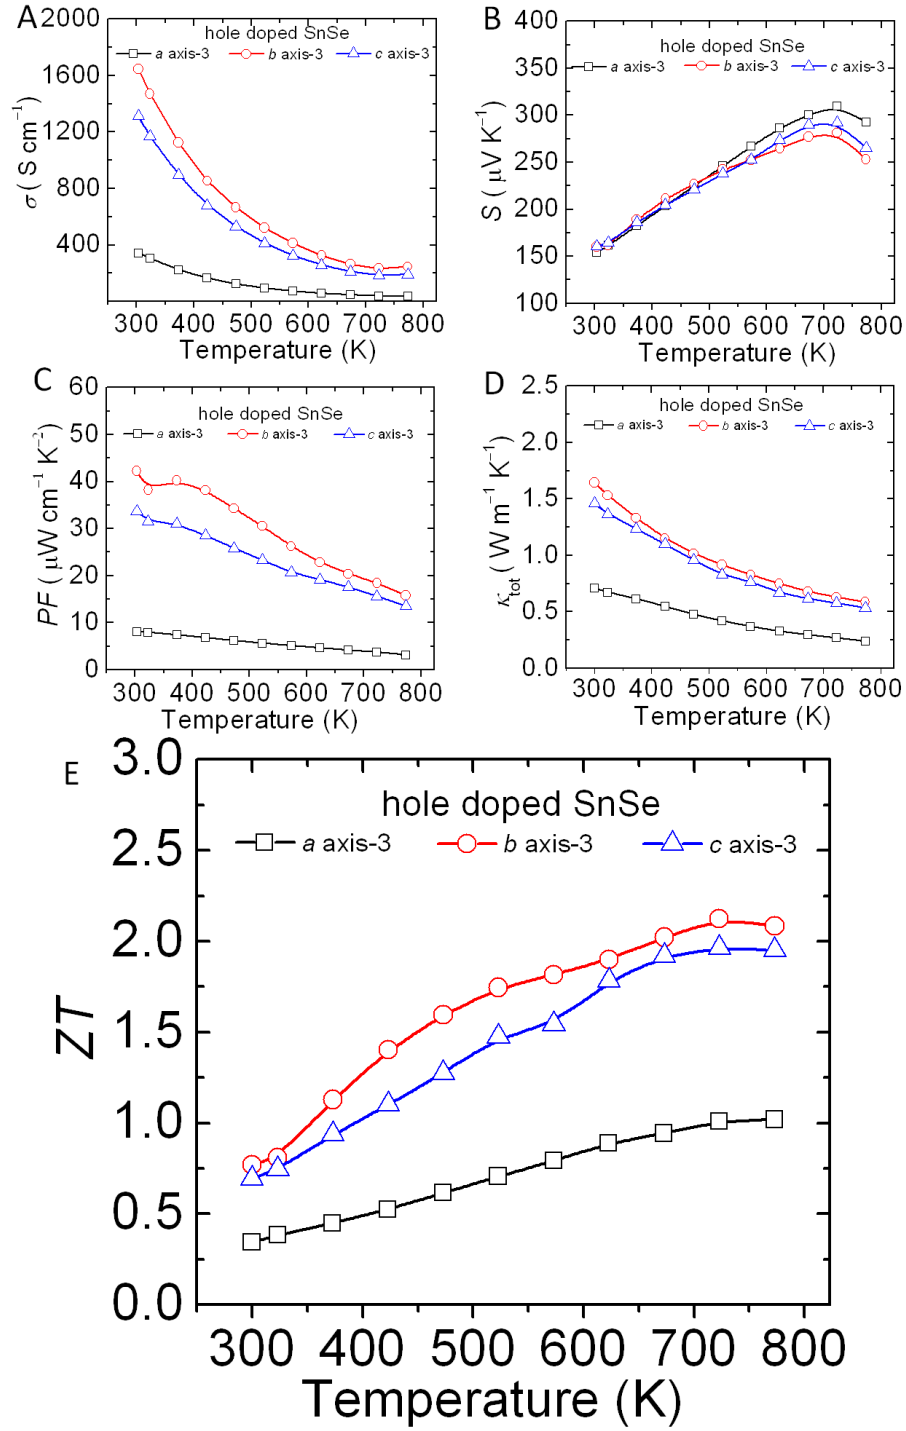 A
2000
1600
1200
800
400
σ ( S cm⁻¹)
hole doped SnSe
a axis-3 b axis-3 c axis-3
300 400 500 600 700 800
Temperature (K)
B
400
350
300
250
200
150
100
S ( μV K⁻¹)
hole doped SnSe
a axis-3 b axis-3 c axis-3
300 400 500 600 700 800
Temperature (K)
C
60
50
40
30
20
10
0
PF ( μW cm⁻¹ K⁻²)
hole doped SnSe
a axis-3 b axis-3 c axis-3
300 400 500 600 700 800
Temperature (K)
D
2.5
2.0
1.5
1.0
0.5
0.0
κtot ( W m⁻¹ K⁻¹)
hole doped SnSe
a axis-3 b axis-3 c axis-3
300 400 500 600 700 800
Temperature (K)
E
3.0
2.5
2.0
1.5
1.0
0.5
0.0
ZT
hole doped SnSe
a axis-3 b axis-3 c axis-3
300 400 500 600 700 800
Temperature (K)